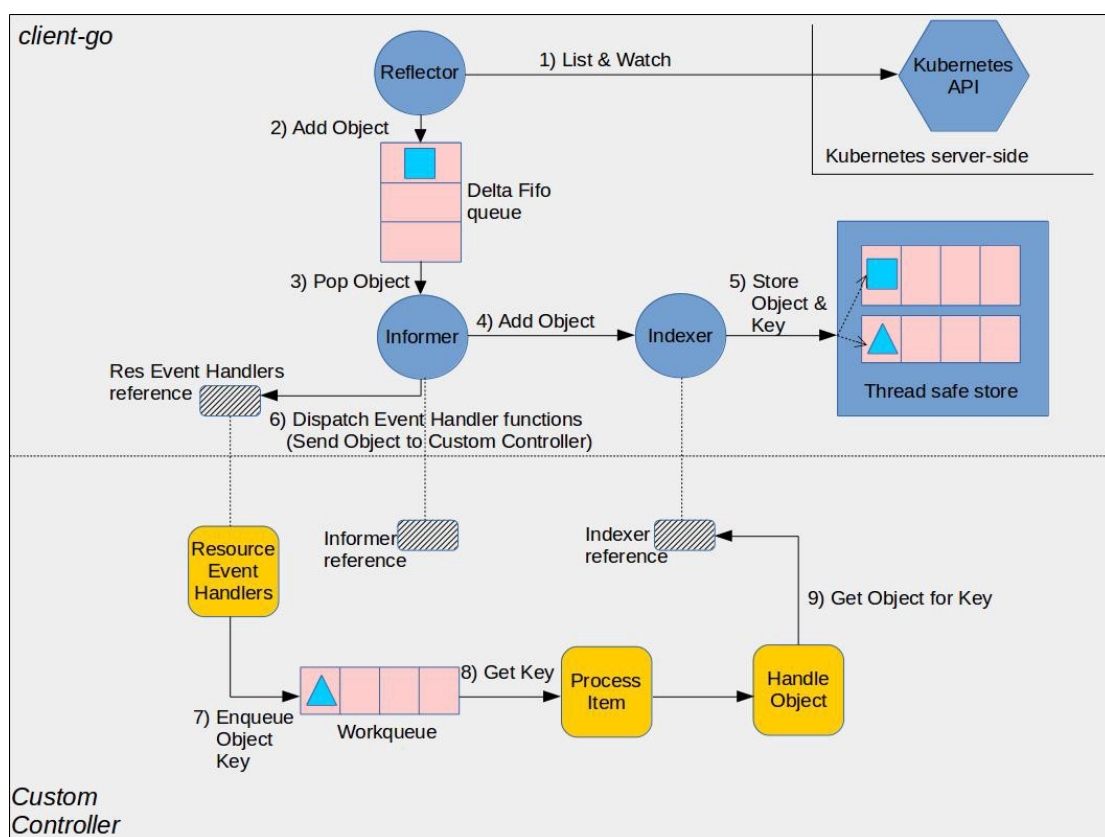 client-go
Reflector
1) List & Watch
Kubernetes
API
2) Add Object
Kubernetes server-side
Delta Fifo
queue
3) Pop Object
Informer
4) Add Object
Indexer
5) Store
Object &
Key
Thread safe store
Res Event Handlers
reference
6) Dispatch Event Handler functions
(Send Object to Custom Controller)
Resource
Event
Handlers
Informer
reference
Indexer
reference
9) Get Object for Key
7) Enqueue
Object
Key
Workqueue
8) Get Key
Process
Item
Handle
Object
Custom
Controller